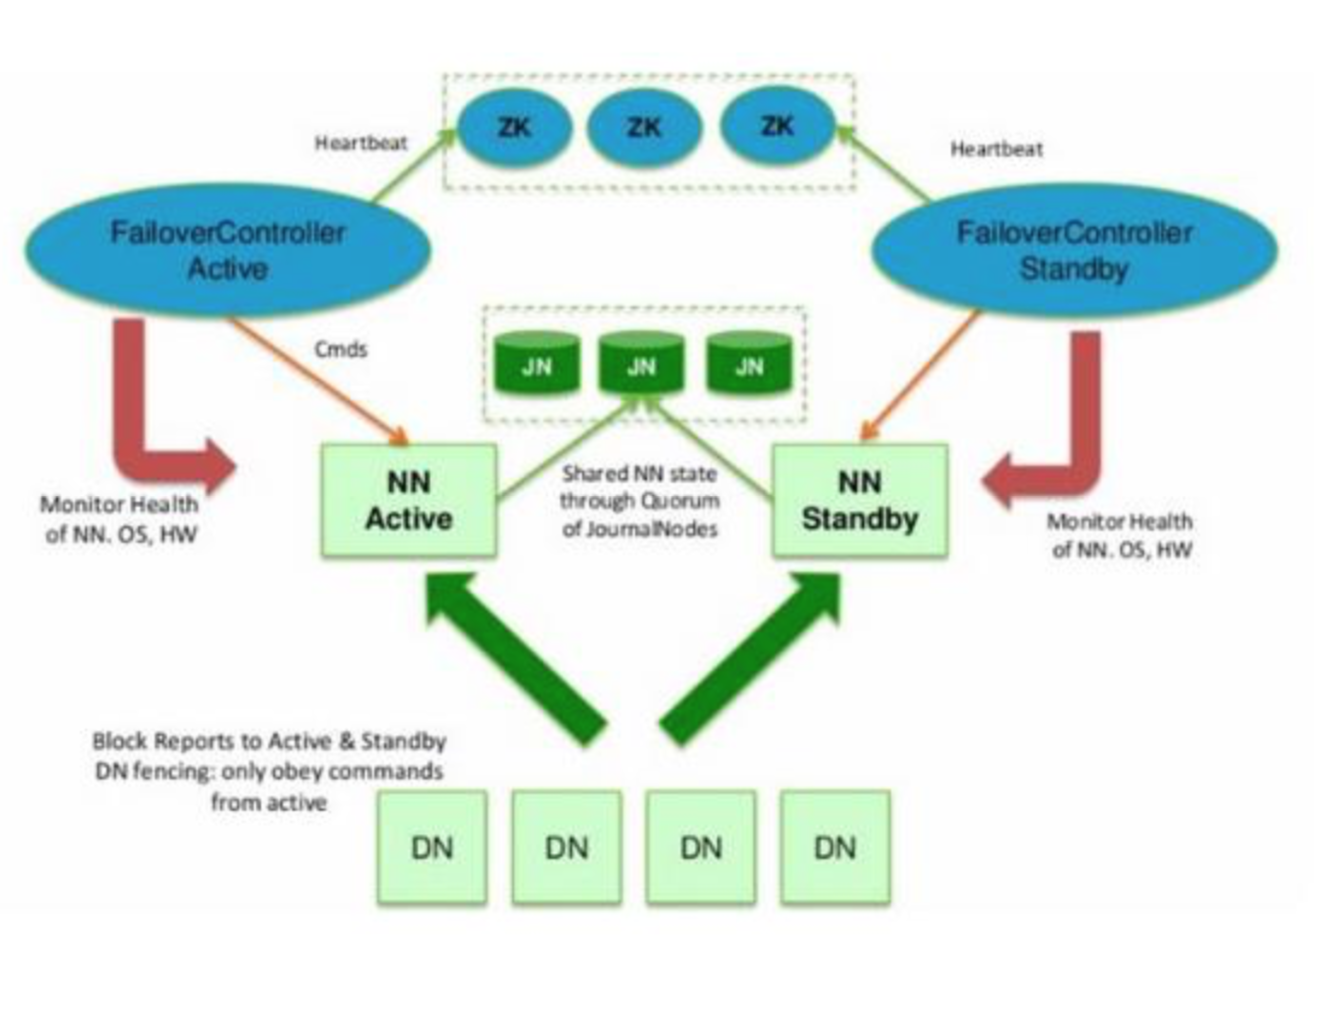 ZK
ZK
ZK
Heartbeat
Heartbeat
FailoverController
Active
FailoverController
Standby
Cmds
JN
JN
JN
NN
Active
Shared NN state
through Quorum
of JournalNodes
NN
Standby
Monitor Health
of NN. OS, HW
Monitor Health
of NN. OS, HW
Block Reports to Active & Standby
DN fencing: only obey commands
from active
DN
DN
DN
DN